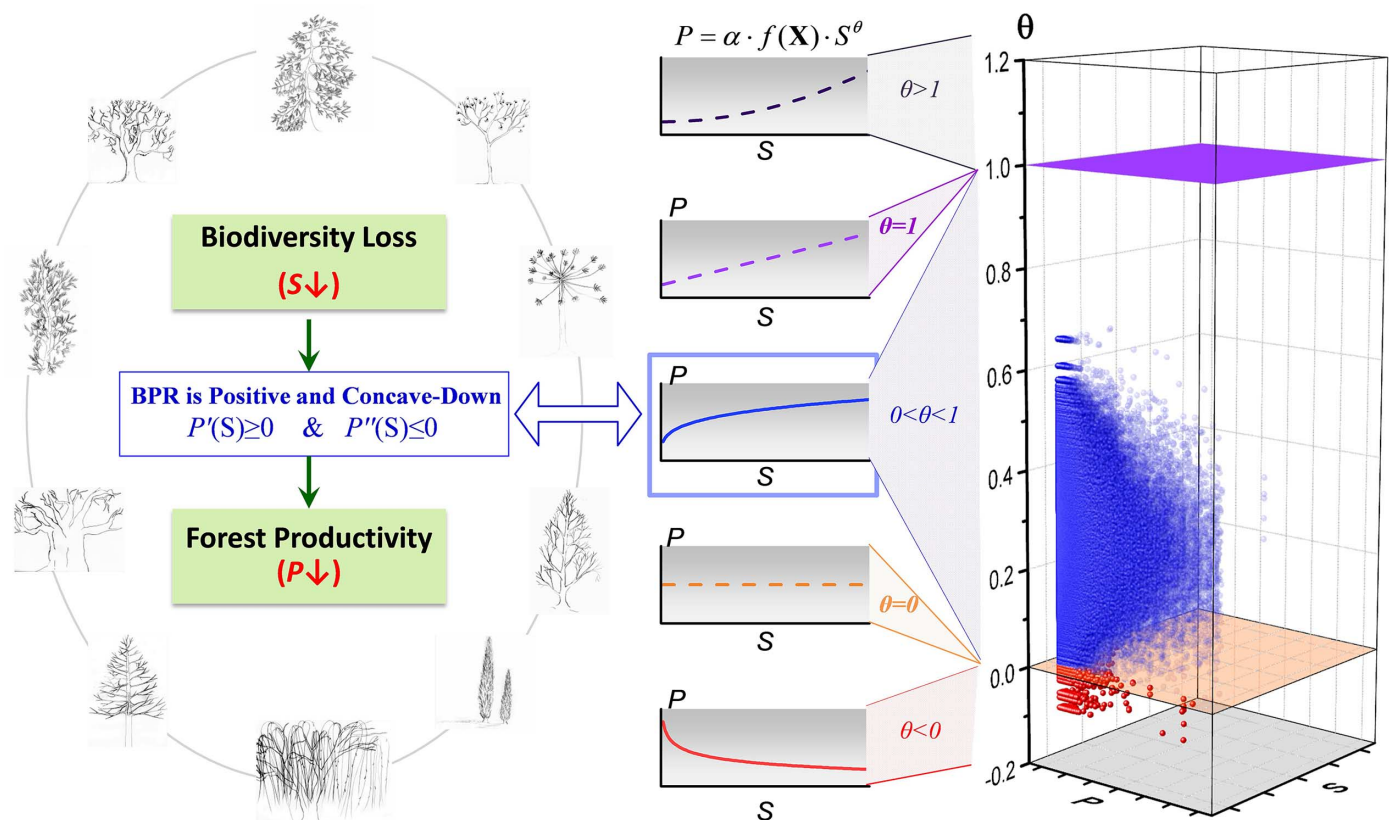 Biodiversity Loss
(S↓)
BPR is Positive and Concave-Down
P′(S)≥0 & P″(S)≤0
Forest Productivity
(P↓)
P = α · f(X) · S^θ
S
θ>1
P
S
θ=1
P
S
0<θ<1
P
S
θ=0
P
S
θ<0
θ
1.2
1.0
0.8
0.6
0.4
0.2
0.0
-0.2
P
S